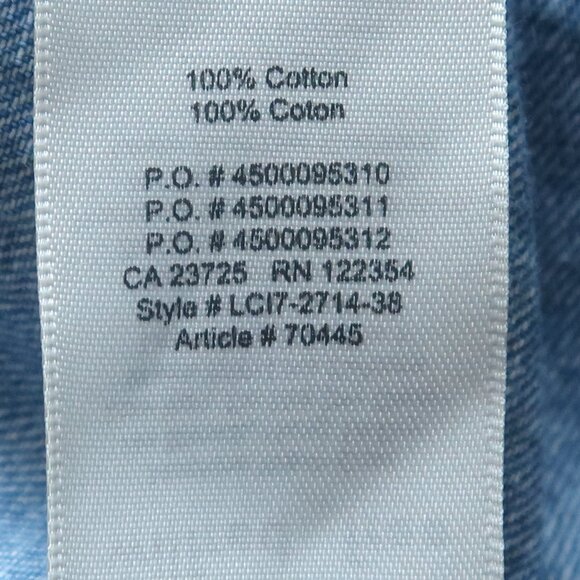 100% Cotton
100% Coton
P.O. # 4500095310
P.O. # 4500095311
P.O. # 4500095312
CA 23725 RN 122354
Style # LCI7-2714-38
Article # 70445